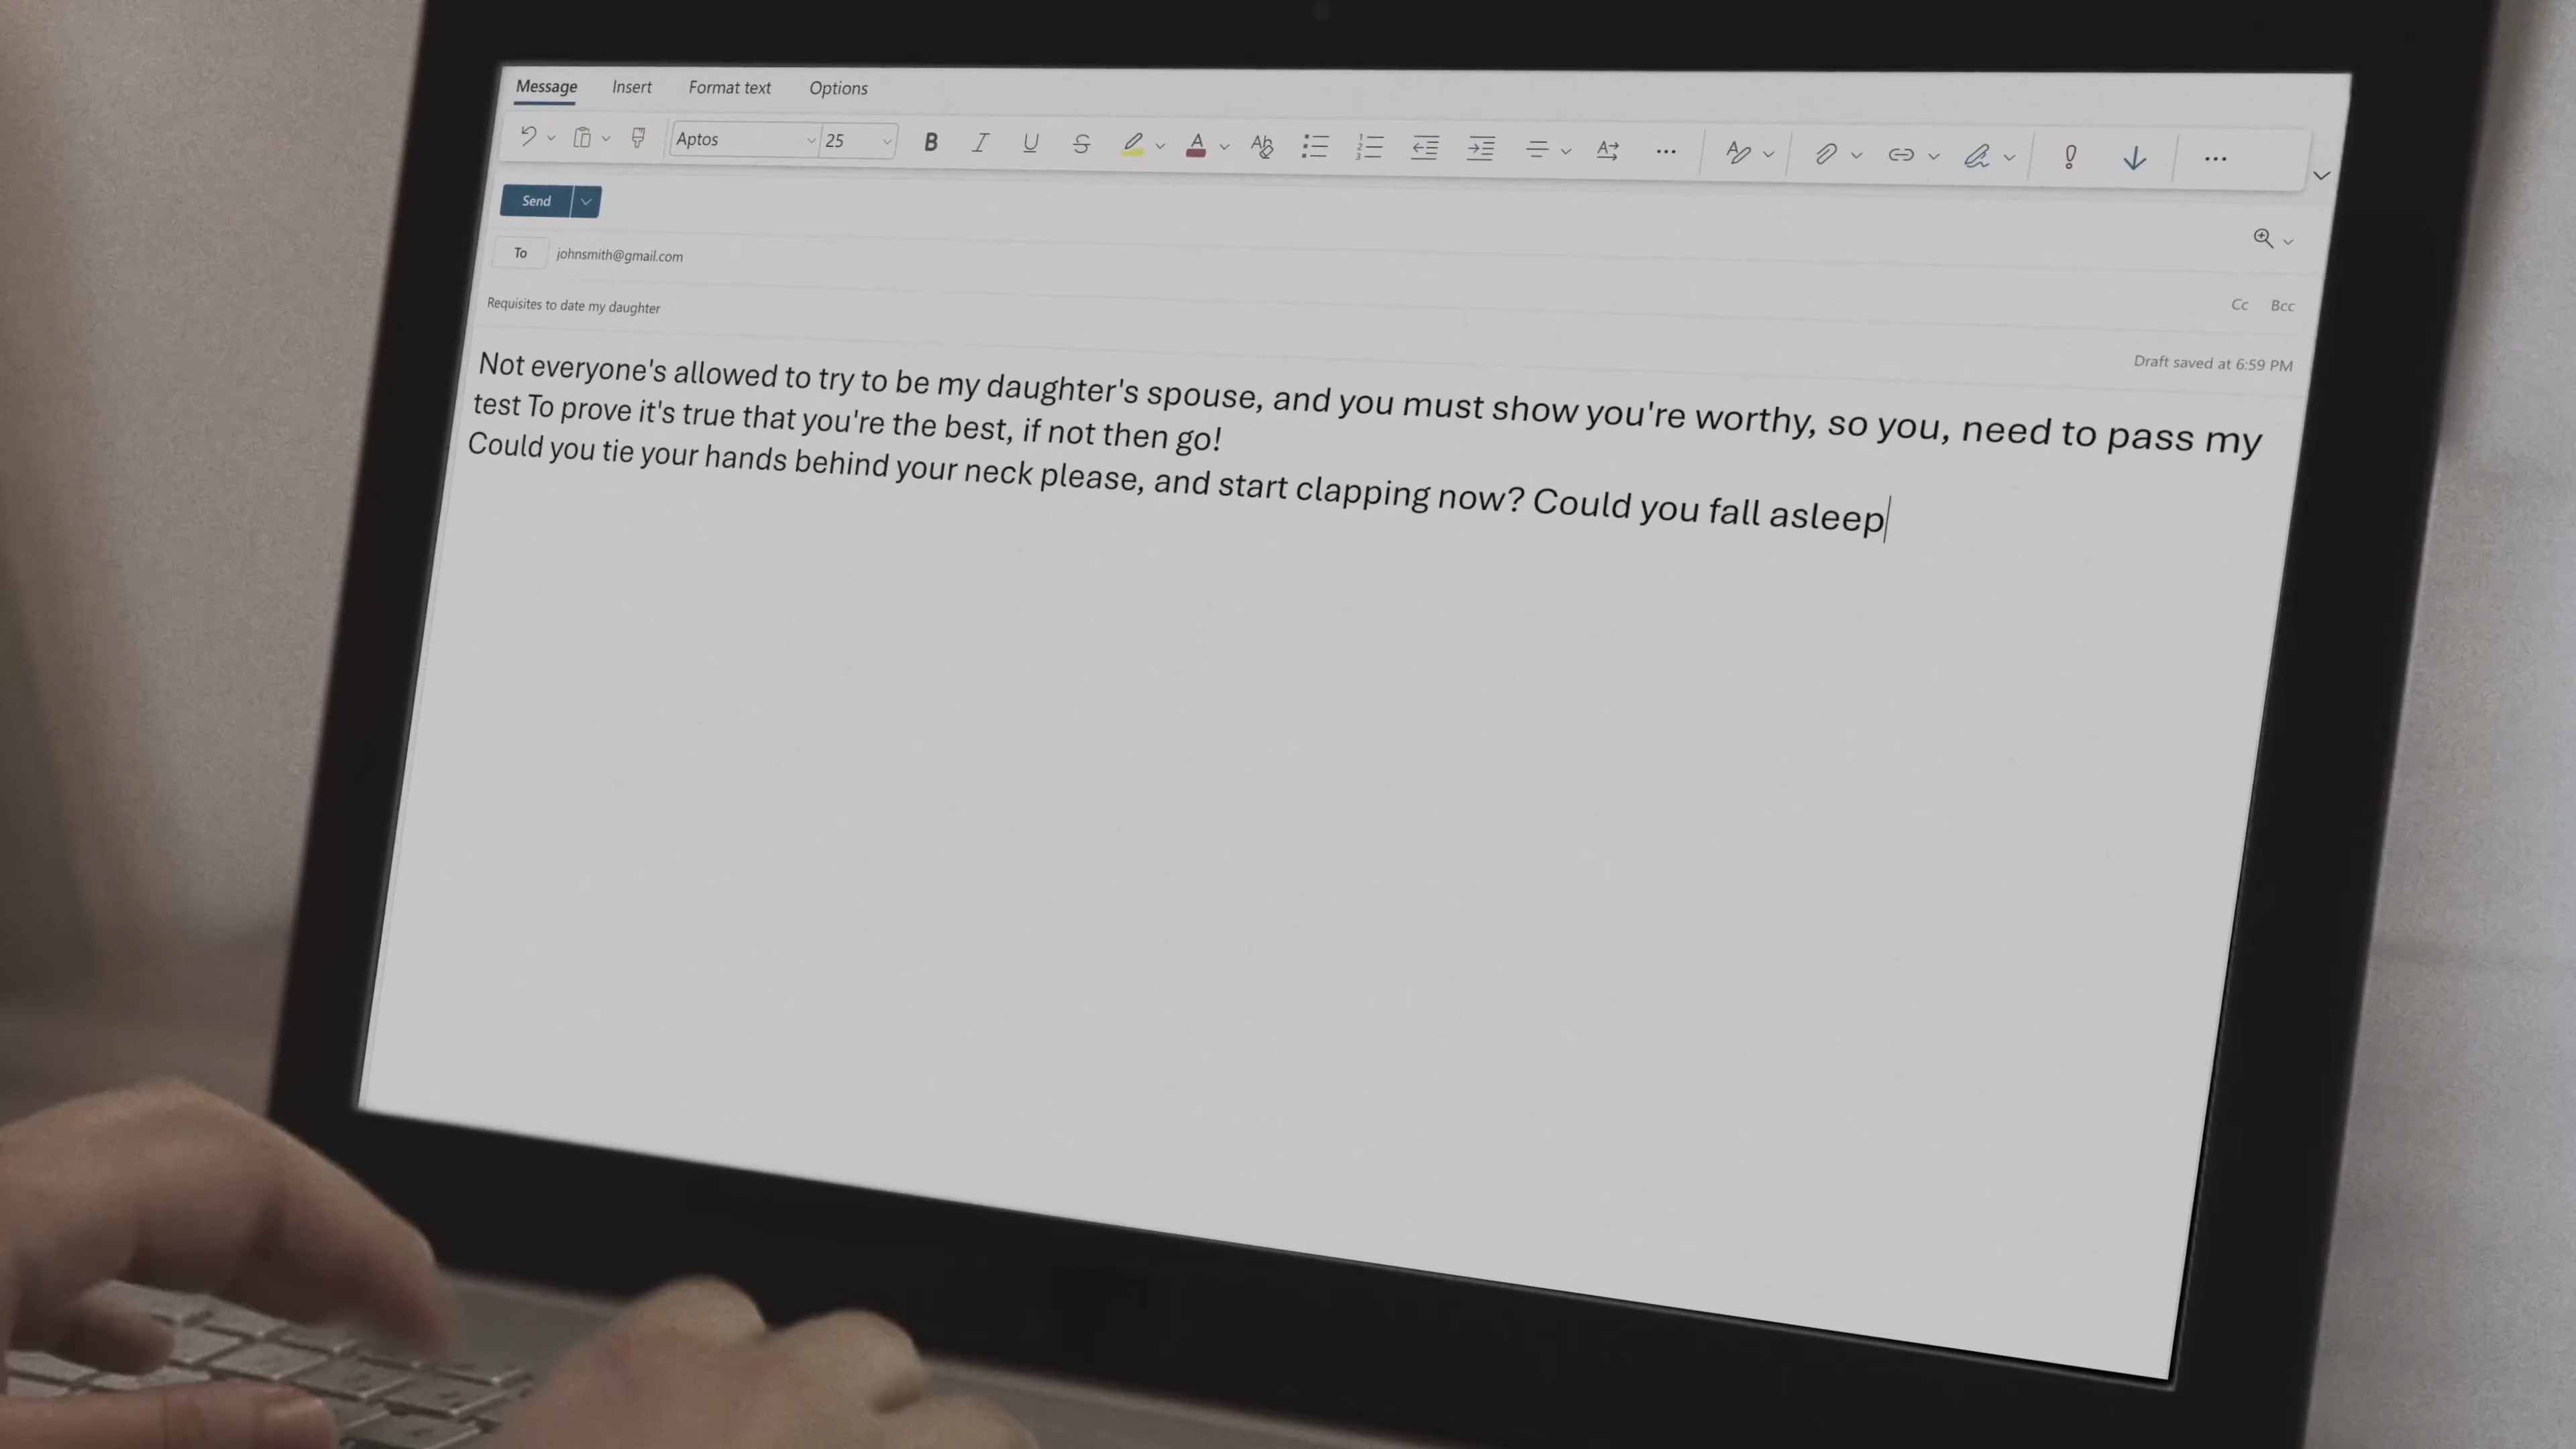 Message Insert Format text Options
Aptos 25
Send
To johnsmith@gmail.com
Requisites to date my daughter
Cc Bcc
Draft saved at 6:59 PM
Not everyone's allowed to try to be my daughter's spouse, and you must show you're worthy, so you, need to pass my
test To prove it's true that you're the best, if not then go!
Could you tie your hands behind your neck please, and start clapping now? Could you fall asleep